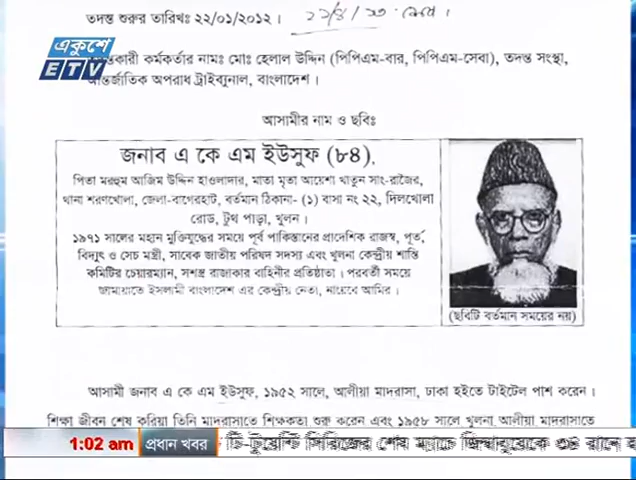 তদন্ত শুরুর তারিখঃ ২২/০১/২০১২ ।
একুশে
ETV
কর্মকর্তার নামঃ মোঃ হেলাল উদ্দিন (পিপিএম-বার, পিপিএম-সেবা), তদন্ত সংস্থা,
আন্তর্জাতিক অপরাধ ট্রাইব্যুনাল, বাংলাদেশ ।
আসামীর নাম ও ছবিঃ
জনাব এ কে এম ইউসুফ (৮৪),
পিতা মরহুম আজিম উদ্দিন হাওলাদার, মাতা মৃতা আয়েশা খাতুন সাং-রাজৈর,
থানা শরণখোলা, জেলা-বাগেরহাট, বর্তমান ঠিকানা- (১) বাসা নং ২২, দিলখোলা
রোড, টুথ পাড়া, খুলন।
১৯৭১ সালের মহান মুক্তিযুদ্ধের সময়ে পূর্ব পাকিস্তানের প্রাদেশিক রাজস্ব, পূর্ত,
বিদ্যুৎ ও সেচ মন্ত্রী, সাবেক জাতীয় পরিষদ সদস্য এবং খুলনা কেন্দ্রীয় শান্তি
কমিটির চেয়ারম্যান, সশস্ত্র রাজাকার বাহিনীর প্রতিষ্ঠাতা । পরবর্তী সময়ে
জামায়াতে ইসলামী বাংলাদেশ এর কেন্দ্রীয় নেতা, নায়েবে আমির ।
(ছবিটি বর্তমান সময়ের নয়)
আসামী জনাব এ কে এম ইউসুফ, ১৯৫২ সালে, আলীয়া মাদরাসা, ঢাকা হইতে টাইটেল পাশ করেন ।
শিক্ষা জীবন শেষ করিয়া তিনি মাদরাসাতে শিক্ষকতা শুরু করেন এবং ১৯৫৮ সালে খুলনা আলীয়া মাদরাসাতে
1:02 am প্রধান খবর টি-টুয়েন্টি সিরিজের শেষ ম্যাচে জিম্বাবুয়েকে ৩৪ রানে